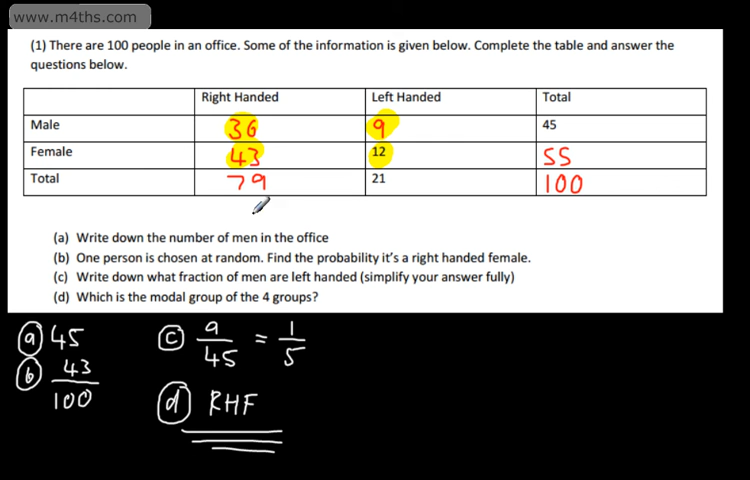 www.m4ths.com
(1) There are 100 people in an office. Some of the information is given below. Complete the table and answer the
questions below.
Right Handed Left Handed Total
Male 36 9 45
Female 43 12 55
Total 79 21 100
(a) Write down the number of men in the office
(b) One person is chosen at random. Find the probability it's a right handed female.
(c) Write down what fraction of men are left handed (simplify your answer fully)
(d) Which is the modal group of the 4 groups?
(a) 45
(b) 43/100
(c) 9/45 = 1/5
(d) RHF